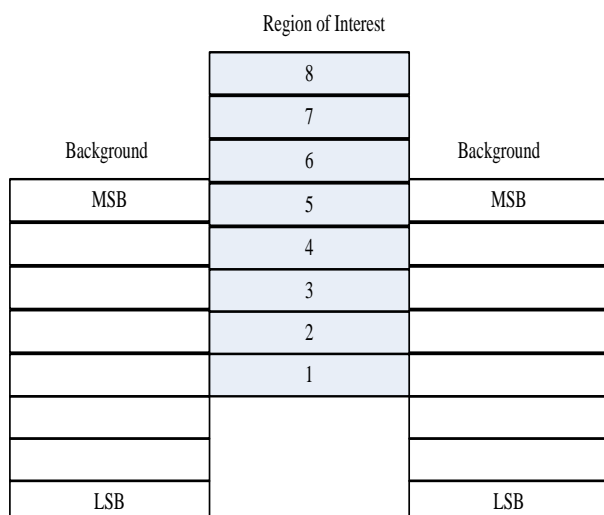 Region of Interest
8
7
Background
6
Background
MSB
5
MSB
4
3
2
1
LSB
LSB